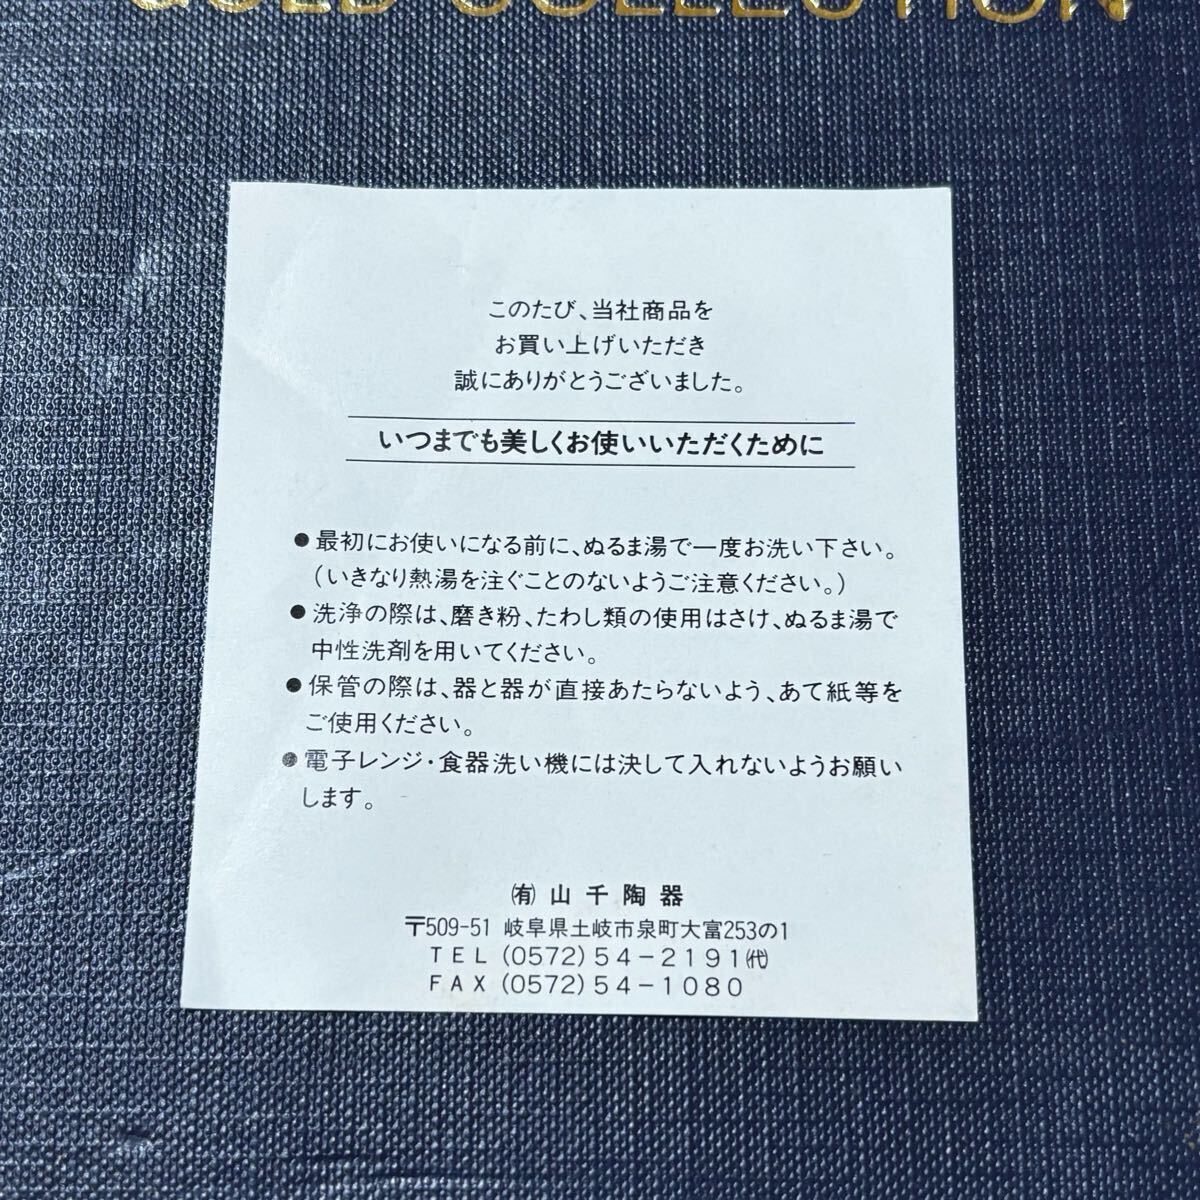 GOLD COLLECTION
このたび、当社商品を
お買い上げいただき
誠にありがとうございました。
いつまでも美しくお使いいただくために
●最初にお使いになる前に、ぬるま湯で一度お洗い下さい。
（いきなり熱湯を注ぐことのないようご注意ください。）
●洗浄の際は、磨き粉、たわし類の使用はさけ、ぬるま湯で
中性洗剤を用いてください。
●保管の際は、器と器が直接あたらないよう、あて紙等を
ご使用ください。
●電子レンジ・食器洗い機には決して入れないようお願い
します。
㈲山千陶器
〒509-51 岐阜県土岐市泉町大富253の1
TEL (0572)54-2191㈹
FAX (0572)54-1080